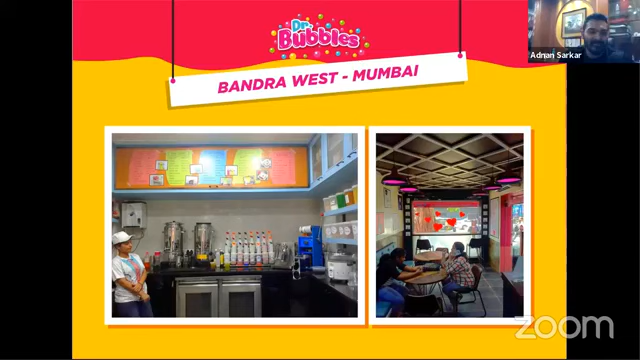 Dr.
Bubbles
BANDRA WEST - MUMBAI
Adnan Sarkar
zoom